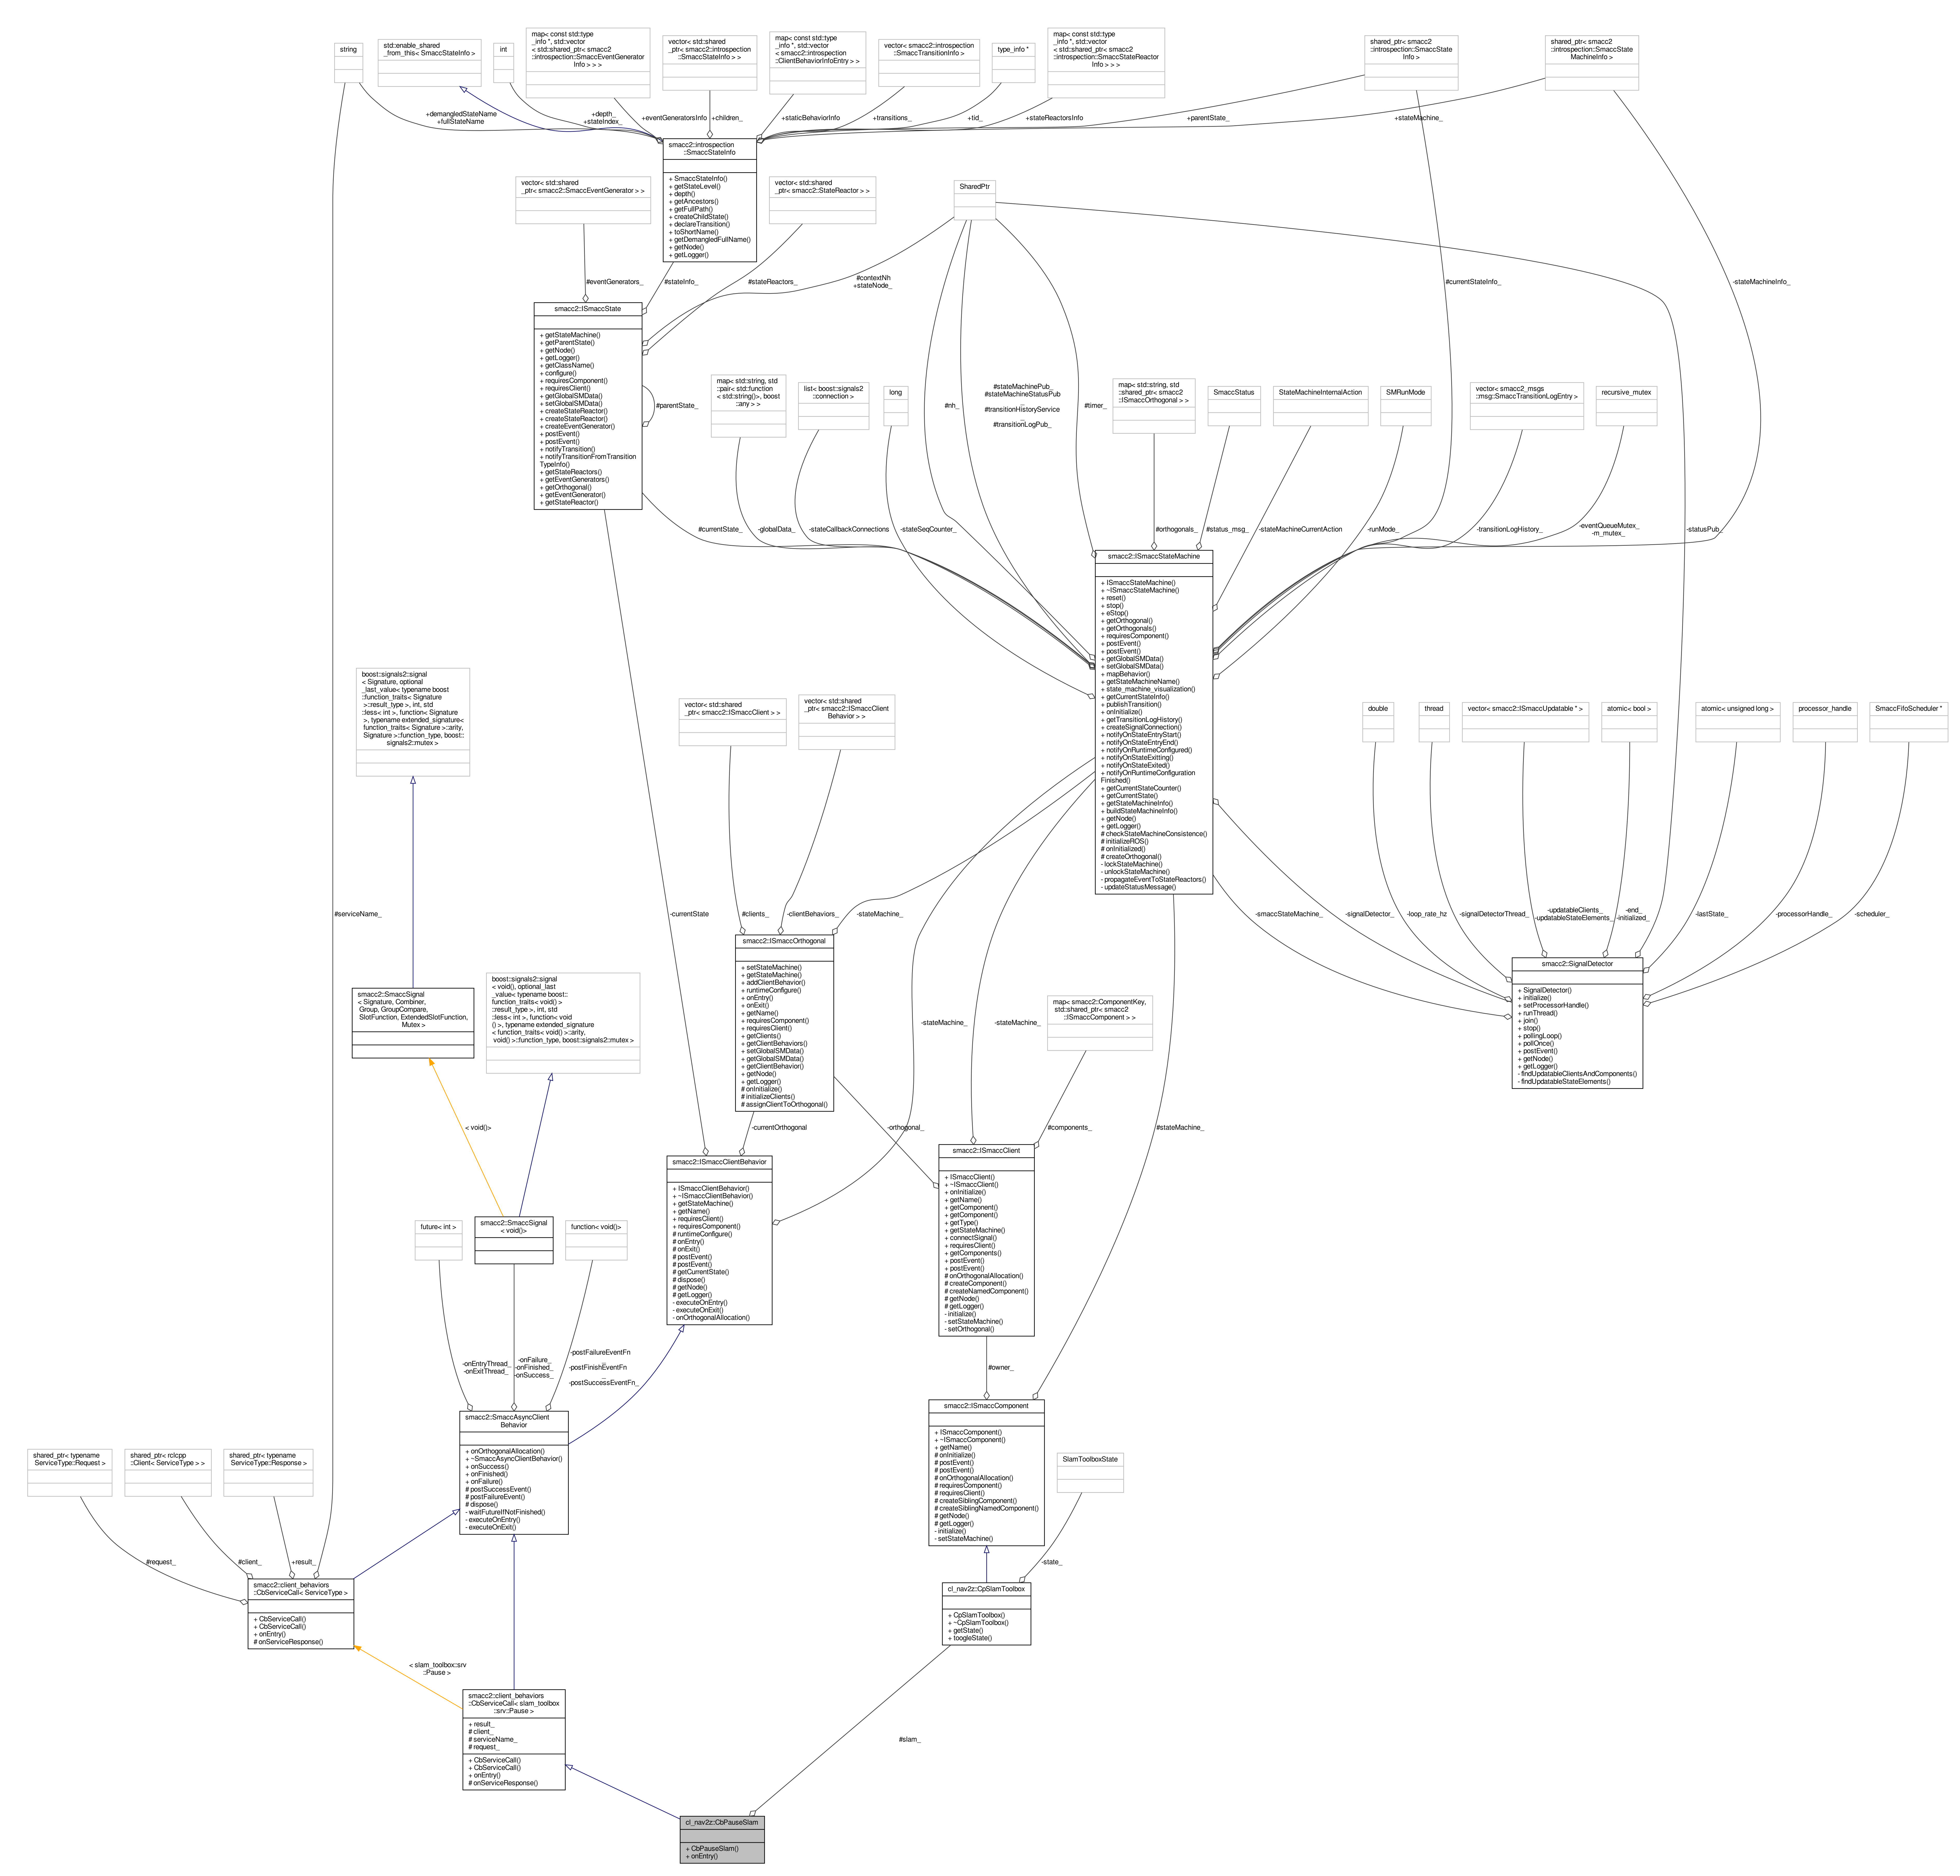 string
std::enable_shared
_from_this< SmaccStateInfo >
int
map< const std::type
_info *, std::vector
< std::shared_ptr< smacc2
::introspection::SmaccEventGenerator
Info > > >
vector< std::shared
_ptr< smacc2::introspection
::SmaccStateInfo > >
map< const std::type
_info *, std::vector
< smacc2::introspection
::ClientBehaviorInfoEntry > >
vector< smacc2::introspection
::SmaccTransitionInfo >
type_info *
map< const std::type
_info *, std::vector
< std::shared_ptr< smacc2
::introspection::SmaccStateReactor
Info > > >
shared_ptr< smacc2
::introspection::SmaccState
Info >
shared_ptr< smacc2
::introspection::SmaccState
MachineInfo >
+demangledStateName
+fullStateName
+depth_
+stateIndex_
+eventGeneratorsInfo
+children_
+staticBehaviorInfo
+transitions_
+tid_
+stateReactorsInfo
+parentState_
+stateMachine_
smacc2::introspection
::SmaccStateInfo
+ SmaccStateInfo()
+ getStateLevel()
+ depth()
+ getAncestors()
+ getFullPath()
+ createChildState()
+ declareTransition()
+ toShortName()
+ getDemangledFullName()
+ getNode()
+ getLogger()
vector< std::shared
_ptr< smacc2::SmaccEventGenerator > >
vector< std::shared
_ptr< smacc2::StateReactor > >
SharedPtr
#eventGenerators_
#stateInfo_
#stateReactors_
#contextNh
+stateNode_
#currentStateInfo_
-stateMachineInfo_
smacc2::ISmaccState
+ getStateMachine()
+ getParentState()
+ getNode()
+ getLogger()
+ getClassName()
+ configure()
+ requiresComponent()
+ requiresClient()
+ getGlobalSMData()
+ setGlobalSMData()
+ createStateReactor()
+ createStateReactor()
+ createEventGenerator()
+ postEvent()
+ postEvent()
+ notifyTransition()
+ notifyTransitionFromTransition
TypeInfo()
+ getStateReactors()
+ getEventGenerators()
+ getOrthogonal()
+ getEventGenerator()
+ getStateReactor()
#parentState_
map< std::string, std
::pair< std::function
< std::string()>, boost
::any > >
list< boost::signals2
::connection >
long
#nh_
#stateMachinePub_
#stateMachineStatusPub
_
#transitionHistoryService
_
#transitionLogPub_
#timer_
map< std::string, std
::shared_ptr< smacc2
::ISmaccOrthogonal > >
SmaccStatus
StateMachineInternalAction
SMRunMode
vector< smacc2_msgs
::msg::SmaccTransitionLogEntry >
recursive_mutex
#currentState_
-globalData_
-stateCallbackConnections
-stateSeqCounter_
#orthogonals_
#status_msg_
-stateMachineCurrentAction
-runMode_
-transitionLogHistory_
-eventQueueMutex_
-m_mutex_
-statusPub_
smacc2::ISmaccStateMachine
+ ISmaccStateMachine()
+ ~ISmaccStateMachine()
+ reset()
+ stop()
+ eStop()
+ getOrthogonal()
+ getOrthogonals()
+ requiresComponent()
+ postEvent()
+ postEvent()
+ getGlobalSMData()
+ setGlobalSMData()
+ mapBehavior()
+ getStateMachineName()
+ state_machine_visualization()
+ getCurrentStateInfo()
+ publishTransition()
+ onInitialize()
+ getTransitionLogHistory()
+ createSignalConnection()
+ notifyOnStateEntryStart()
+ notifyOnStateEntryEnd()
+ notifyOnRuntimeConfigured()
+ notifyOnStateExitting()
+ notifyOnStateExited()
+ notifyOnRuntimeConfiguration
Finished()
+ getCurrentStateCounter()
+ getCurrentState()
+ getStateMachineInfo()
+ buildStateMachineInfo()
+ getNode()
+ getLogger()
# checkStateMachineConsistence()
# initializeROS()
# onInitialized()
# createOrthogonal()
- lockStateMachine()
- unlockStateMachine()
- propagateEventToStateReactors()
- updateStatusMessage()
boost::signals2::signal
< Signature, optional
_last_value< typename boost
::function_traits< Signature
>::result_type >, int, std
::less< int >, function< Signature
>, typename extended_signature<
function_traits< Signature >::arity,
Signature >::function_type, boost::
signals2::mutex >
vector< std::shared
_ptr< smacc2::ISmaccClient > >
vector< std::shared
_ptr< smacc2::ISmaccClient
Behavior > >
double
thread
vector< smacc2::ISmaccUpdatable * >
atomic< bool >
atomic< unsigned long >
processor_handle
SmaccFifoScheduler *
#serviceName_
-currentState
#clients_
-clientBehaviors_
-stateMachine_
-smaccStateMachine_
-signalDetector_
-loop_rate_hz
-signalDetectorThread_
-updatableClients_
-updatableStateElements_
-end_
-initialized_
-lastState_
-processorHandle_
-scheduler_
smacc2::ISmaccOrthogonal
+ setStateMachine()
+ getStateMachine()
+ addClientBehavior()
+ runtimeConfigure()
+ onEntry()
+ onExit()
+ getName()
+ requiresComponent()
+ requiresClient()
+ getClients()
+ getClientBehaviors()
+ setGlobalSMData()
+ getGlobalSMData()
+ getClientBehavior()
+ getNode()
+ getLogger()
# onInitialize()
# initializeClients()
# assignClientToOrthogonal()
smacc2::SignalDetector
+ SignalDetector()
+ initialize()
+ setProcessorHandle()
+ runThread()
+ join()
+ stop()
+ pollingLoop()
+ pollOnce()
+ postEvent()
+ getNode()
+ getLogger()
- findUpdatableClientsAndComponents()
- findUpdatableStateElements()
smacc2::SmaccSignal
< Signature, Combiner,
Group, GroupCompare,
SlotFunction, ExtendedSlotFunction,
Mutex >
boost::signals2::signal
< void(), optional_last
_value< typename boost::
function_traits< void() >
::result_type >, int, std
::less< int >, function< void
() >, typename extended_signature
< function_traits< void() >::arity,
void() >::function_type, boost::signals2::mutex >
map< smacc2::ComponentKey,
std::shared_ptr< smacc2
::ISmaccComponent > >
-stateMachine_
-stateMachine_
< void()>
-currentOrthogonal
-orthogonal_
#components_
#stateMachine_
smacc2::ISmaccClientBehavior
+ ISmaccClientBehavior()
+ ~ISmaccClientBehavior()
+ getStateMachine()
+ getName()
+ requiresClient()
+ requiresComponent()
# runtimeConfigure()
# onEntry()
# onExit()
# postEvent()
# postEvent()
# getCurrentState()
# dispose()
# getNode()
# getLogger()
- executeOnEntry()
- executeOnExit()
- onOrthogonalAllocation()
smacc2::ISmaccClient
+ ISmaccClient()
+ ~ISmaccClient()
+ onInitialize()
+ getName()
+ getComponent()
+ getComponent()
+ getType()
+ getStateMachine()
+ connectSignal()
+ requiresClient()
+ getComponents()
+ postEvent()
+ postEvent()
# onOrthogonalAllocation()
# createComponent()
# createNamedComponent()
# getNode()
# getLogger()
- initialize()
- setStateMachine()
- setOrthogonal()
future< int >
smacc2::SmaccSignal
< void()>
function< void()>
-onEntryThread_
-onExitThread_
-onFailure_
-onFinished_
-onSuccess_
-postFailureEventFn
_
-postFinishEventFn
_
-postSuccessEventFn_
#owner_
smacc2::SmaccAsyncClient
Behavior
+ onOrthogonalAllocation()
+ ~SmaccAsyncClientBehavior()
+ onSuccess()
+ onFinished()
+ onFailure()
# postSuccessEvent()
# postFailureEvent()
# dispose()
- waitFutureIfNotFinished()
- executeOnEntry()
- executeOnExit()
smacc2::ISmaccComponent
+ ISmaccComponent()
+ ~ISmaccComponent()
+ getName()
# onInitialize()
# postEvent()
# postEvent()
# onOrthogonalAllocation()
# requiresComponent()
# requiresClient()
# createSiblingComponent()
# createSiblingNamedComponent()
# getNode()
# getLogger()
- initialize()
- setStateMachine()
shared_ptr< typename
ServiceType::Request >
shared_ptr< rclcpp
::Client< ServiceType > >
shared_ptr< typename
ServiceType::Response >
SlamToolboxState
#request_
#client_
+result_
-state_
smacc2::client_behaviors
::CbServiceCall< ServiceType >
+ CbServiceCall()
+ CbServiceCall()
+ onEntry()
# onServiceResponse()
cl_nav2z::CpSlamToolbox
+ CpSlamToolbox()
+ ~CpSlamToolbox()
+ getState()
+ toogleState()
< slam_toolbox::srv
::Pause >
smacc2::client_behaviors
::CbServiceCall< slam_toolbox
::srv::Pause >
+ result_
# client_
# serviceName_
# request_
+ CbServiceCall()
+ CbServiceCall()
+ onEntry()
# onServiceResponse()
#slam_
cl_nav2z::CbPauseSlam
+ CbPauseSlam()
+ onEntry()